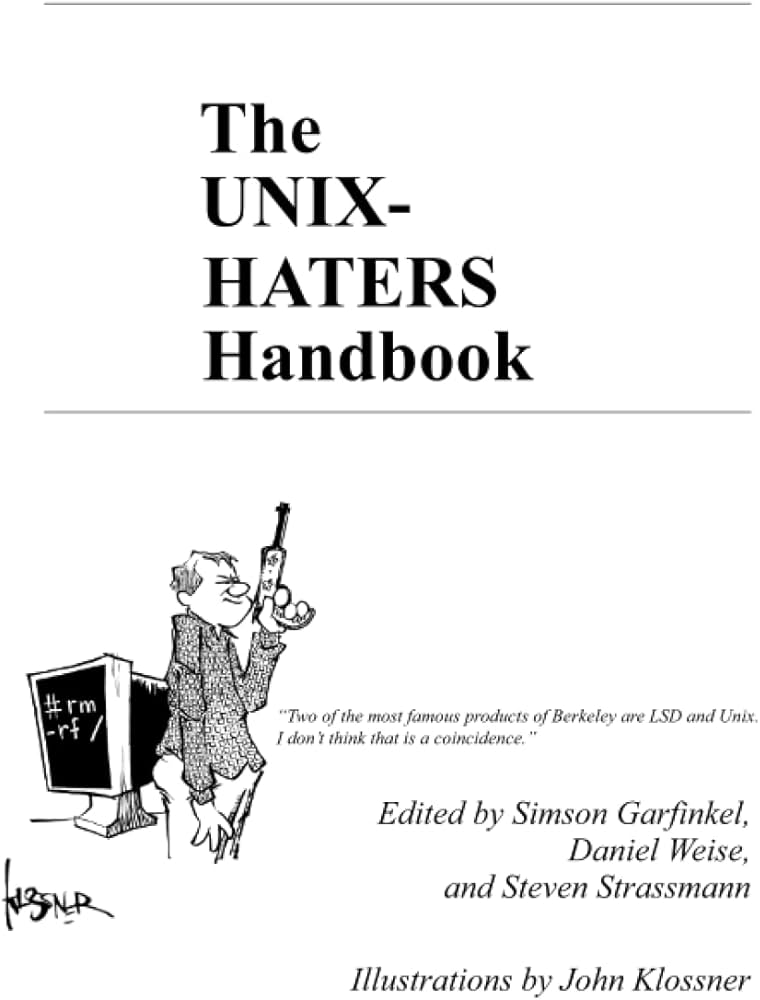 The
UNIX-
HATERS
Handbook
#rm
-rf /
“Two of the most famous products of Berkeley are LSD and Unix.
I don’t think that is a coincidence.”
Edited by Simson Garfinkel,
Daniel Weise,
and Steven Strassmann
Klossner
Illustrations by John Klossner